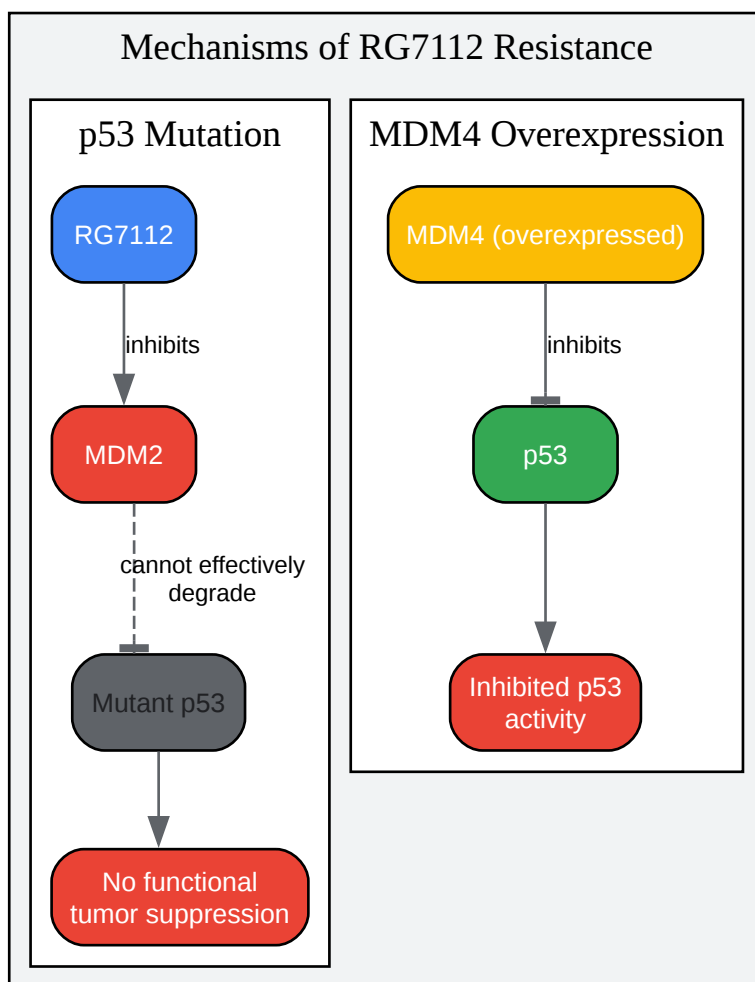 Mechanisms of RG7112 Resistance
p53 Mutation
RG7112
inhibits
MDM2
cannot effectively
degrade
Mutant p53
No functional
tumor suppression
MDM4 Overexpression
MDM4 (overexpressed)
inhibits
p53
Inhibited p53
activity